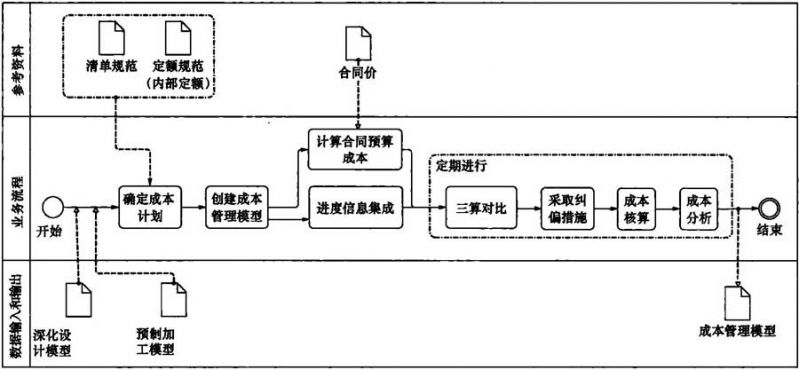 参考资料
清单规范
定额规范
(内部定额)
合同价
业务流程
开始
确定成本
计划
创建成本
管理模型
计算合同预算
成本
进度信息集成
定期进行
三算对比
采取纠
偏措施
成本
核算
成本
分析
结束
数据输入和输出
深化设
计模型
预制加
工模型
成本管理模型